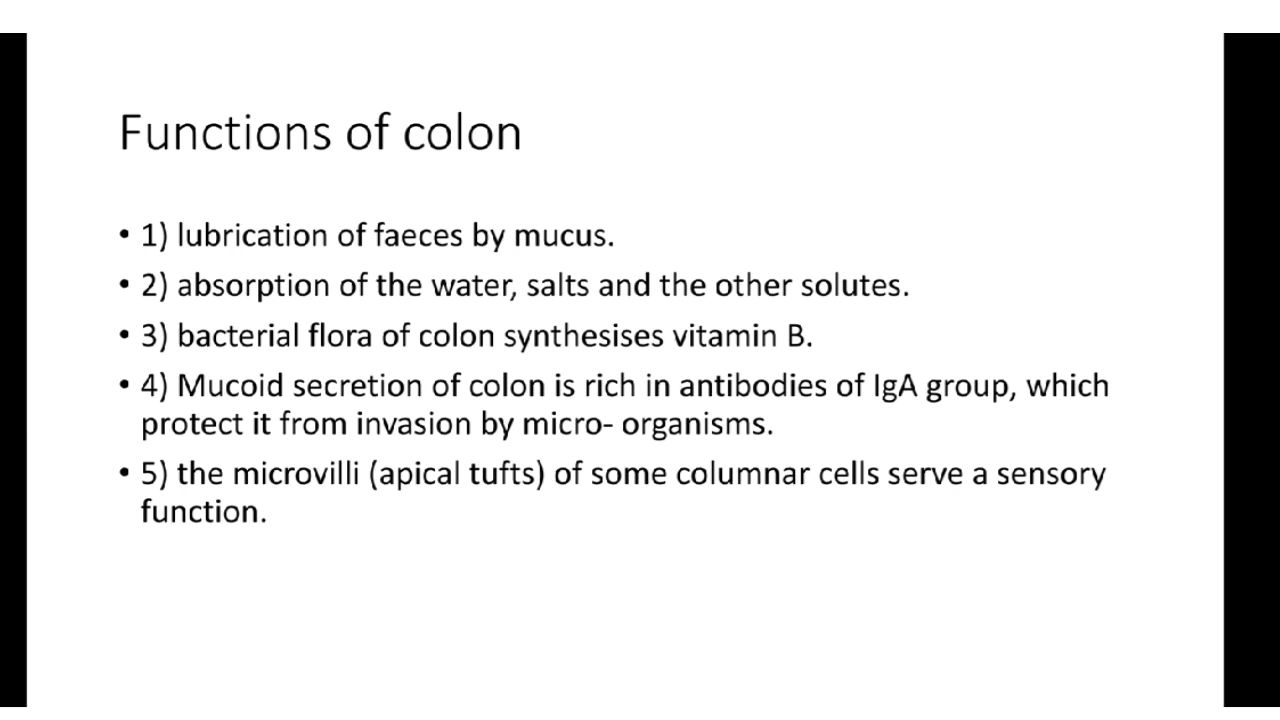 Functions of colon
• 1) lubrication of faeces by mucus.
• 2) absorption of the water, salts and the other solutes.
• 3) bacterial flora of colon synthesises vitamin B.
• 4) Mucoid secretion of colon is rich in antibodies of IgA group, which
protect it from invasion by micro- organisms.
• 5) the microvilli (apical tufts) of some columnar cells serve a sensory
function.